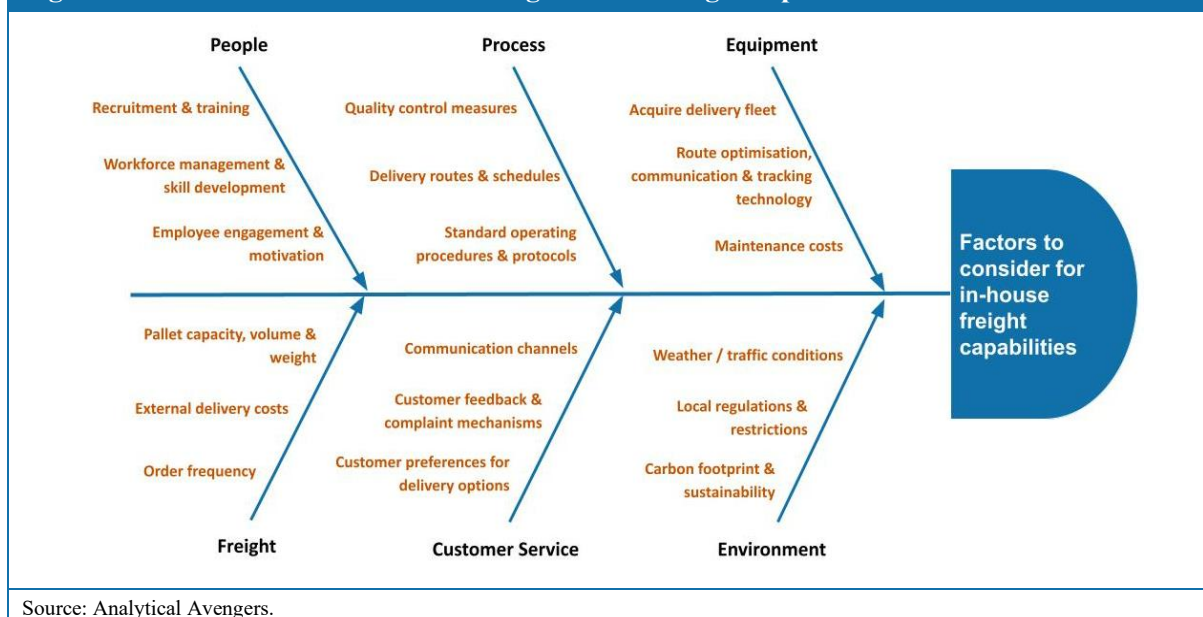 People
Process
Equipment
Recruitment & training
Workforce management &
skill development
Employee engagement &
motivation
Quality control measures
Delivery routes & schedules
Standard operating
procedures & protocols
Acquire delivery fleet
Route optimisation,
communication & tracking
technology
Maintenance costs
Factors to
consider for
in-house
freight
capabilities
Pallet capacity, volume &
weight
External delivery costs
Order frequency
Communication channels
Customer feedback &
complaint mechanisms
Customer preferences for
delivery options
Weather / traffic conditions
Local regulations &
restrictions
Carbon footprint &
sustainability
Freight
Customer Service
Environment
Source: Analytical Avengers.